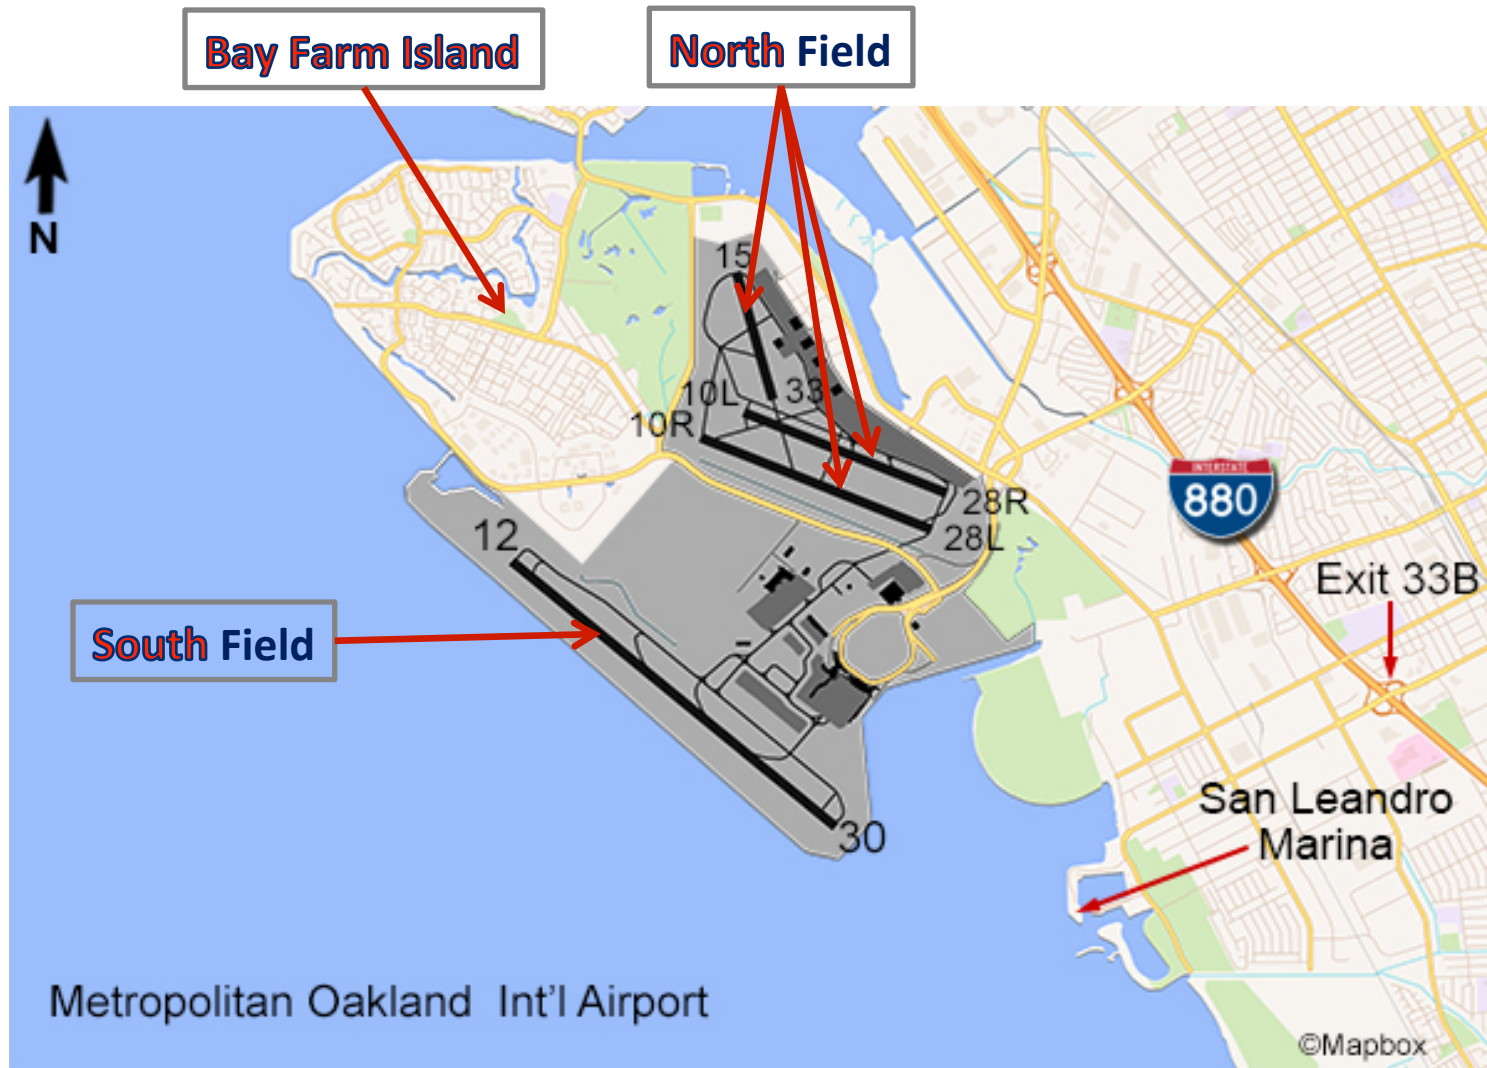 Bay Farm Island
North Field
N
15
10L
33
10R
28R
28L
12
INTERSTATE
880
Exit 33B
South Field
San Leandro
Marina
30
Metropolitan Oakland Int'l Airport
©Mapbox